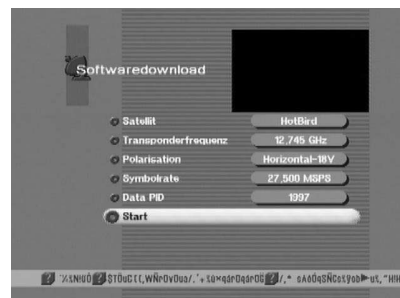 Softwaredownload
Satellit HotBird
Transponderfrequenz 12.745 GHz
Polarisation Horizontal-18V
Symbolrate 27.500 MSPS
Data PID 1997
Start